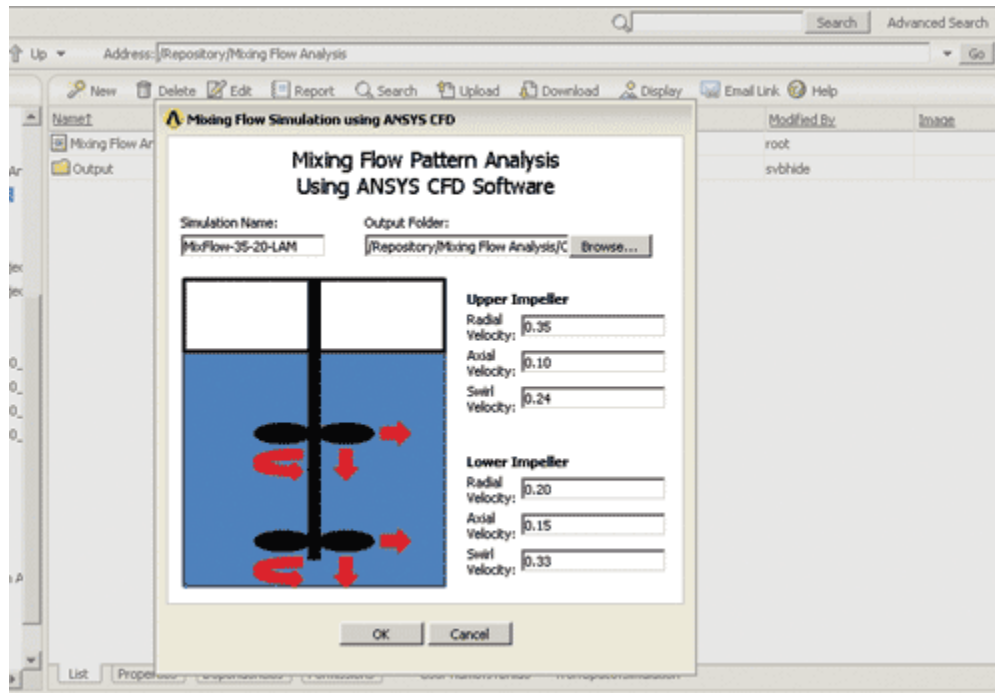 Search Advanced Search
Up Address: /Repository/Mixing Flow Analysis Go
New Delete Edit Report Search Upload Download Display Email Link Help
Name↑ Modified By Image
Mixing Flow Ar root
Output svbhide
Mixing Flow Simulation using ANSYS CFD
Mixing Flow Pattern Analysis
Using ANSYS CFD Software
Simulation Name: Output Folder:
MixFlow-35-20-LAM /Repository/Mixing Flow Analysis/C Browse...
Upper Impeller
Radial
Velocity: 0.35
Axial
Velocity: 0.10
Swirl
Velocity: 0.24
Lower Impeller
Radial
Velocity: 0.20
Axial
Velocity: 0.15
Swirl
Velocity: 0.33
OK Cancel
List